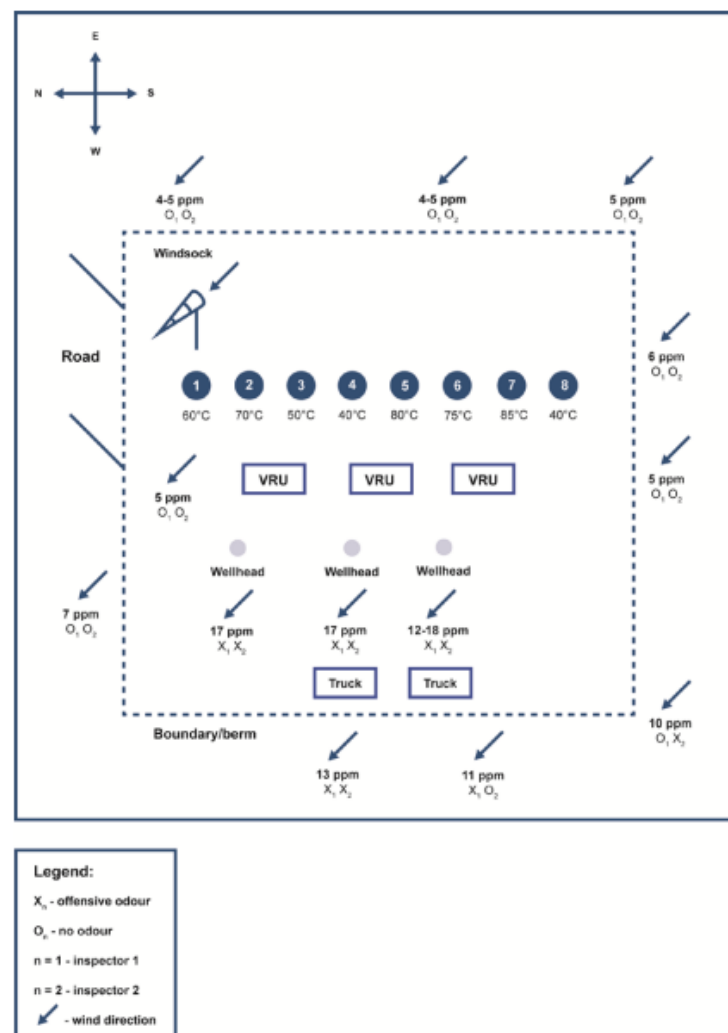 E
N S
W
4-5 ppm 4-5 ppm 5 ppm
O₁ O₂ O₁ O₂ O₁ O₂
Windsock
Road
6 ppm
O₁ O₂
1 2 3 4 5 6 7 8
60°C 70°C 50°C 40°C 80°C 75°C 85°C 40°C
VRU VRU VRU
5 ppm 5 ppm
O₁ O₂ O₁ O₂
Wellhead Wellhead Wellhead
7 ppm
O₁ O₂
17 ppm 17 ppm 12-18 ppm
X₁ X₂ X₁ X₂ X₁ X₂
Truck Truck
10 ppm
O₁ X₂
Boundary/berm
13 ppm 11 ppm
X₁ X₂ X₁ O₂
Legend:
Xₙ - offensive odour
Oₙ - no odour
n = 1 - inspector 1
n = 2 - inspector 2
- wind direction